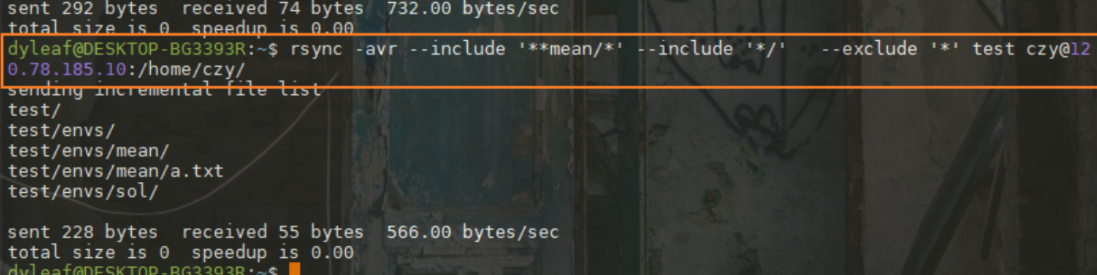 sent 292 bytes  received 74 bytes  732.00 bytes/sec
total size is 0  speedup is 0.00
dyleaf@DESKTOP-BG3393R:~$ rsync -avr --include '**mean/*' --include '*/'   --exclude '*' test czy@12
0.78.185.10:/home/czy/
sending incremental file list
test/
test/envs/
test/envs/mean/
test/envs/mean/a.txt
test/envs/sol/
sent 228 bytes  received 55 bytes  566.00 bytes/sec
total size is 0  speedup is 0.00
dyleaf@DESKTOP-BG3393R:~$